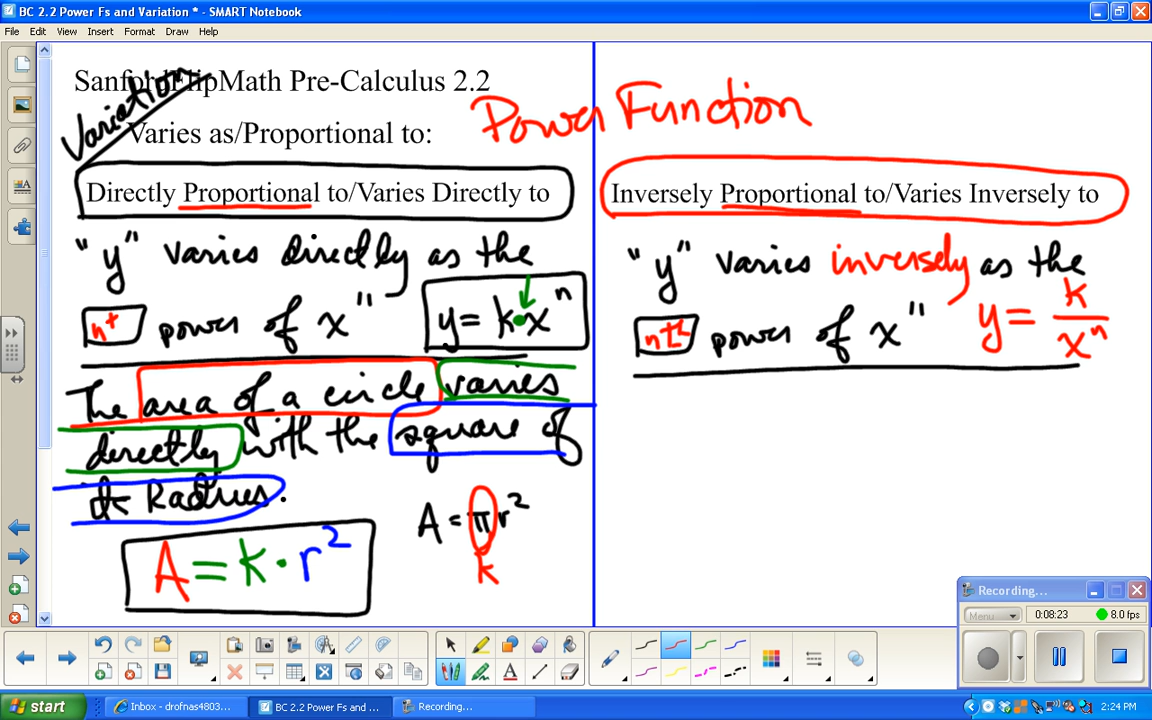 BC 2.2 Power Fs and Variation * - SMART Notebook
File Edit View Insert Format Draw Help
SanfordFlipMath Pre-Calculus 2.2
Variation
Varies as/Proportional to:
Power Function
Directly Proportional to/Varies Directly to
"y" varies directly as the
power of x"
y = k•x^n
The area of a circle varies
directly with the square of
Radius.
A = πr²
k
A = k•r²
Inversely Proportional to/Varies Inversely to
"y" varies inversely as the
nth power of x"
y = k/x^n
Recording...
Menu 0:08:23 8.0 fps
start Inbox - drofnas4803... BC 2.2 Power Fs and ... Recording... 2:24 PM